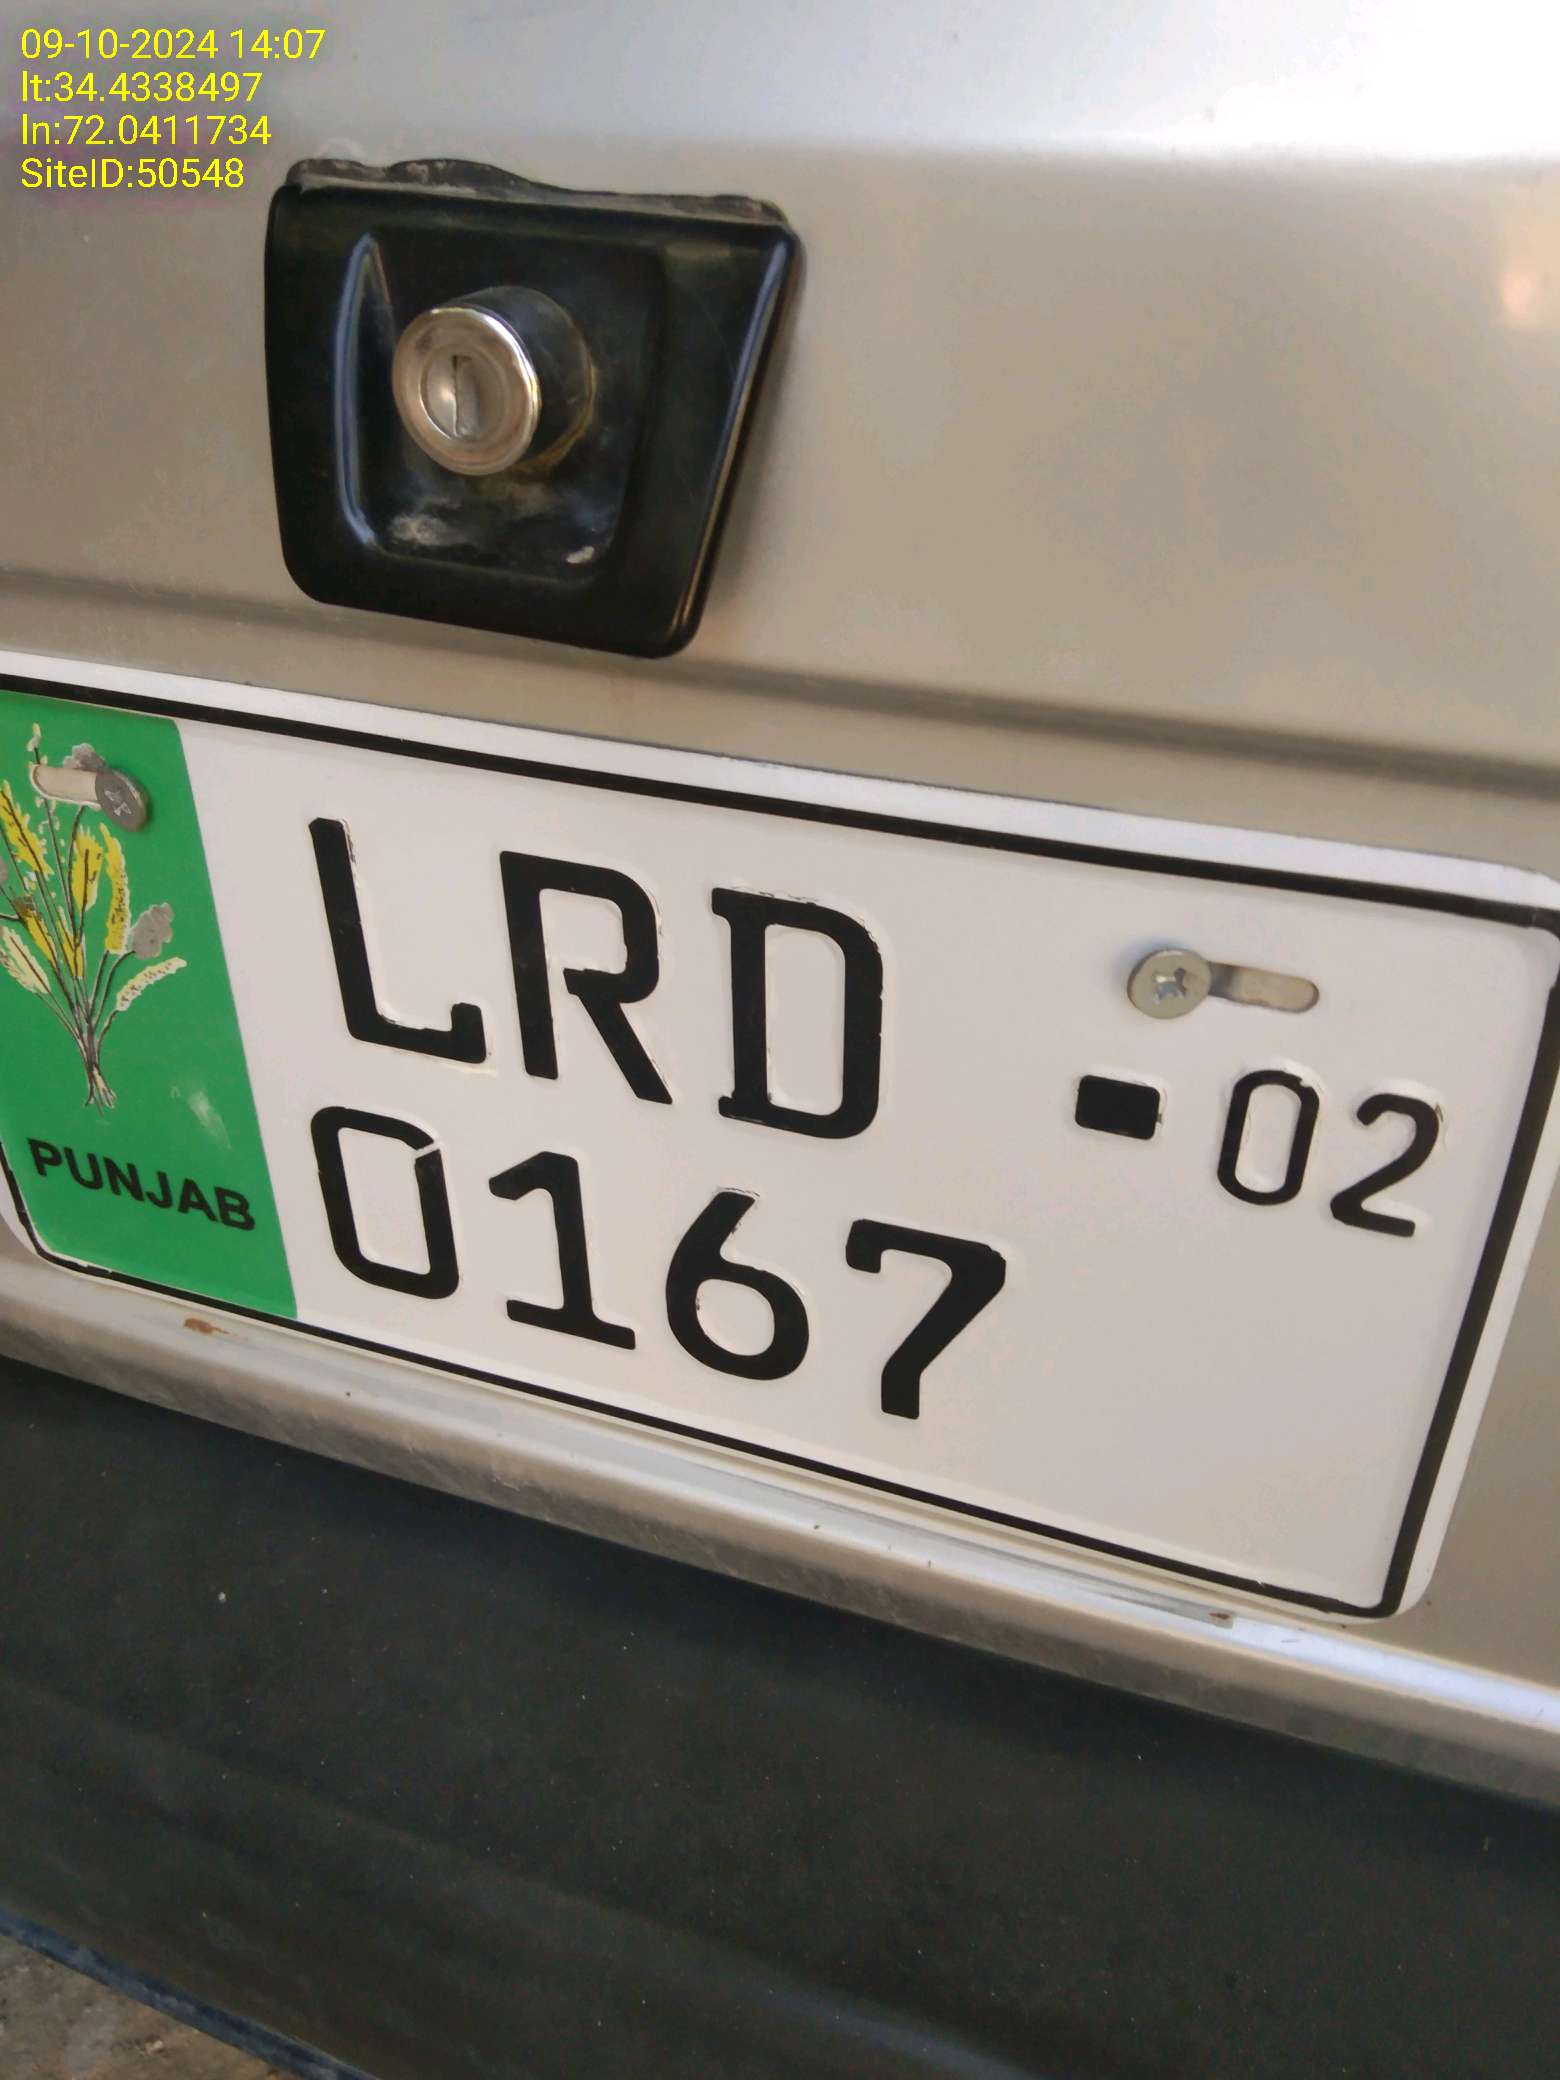 09-10-2024 14:07
lt:34.4338497
ln:72.0411734
SiteID:50548
LRD
-02
0167
PUNJAB